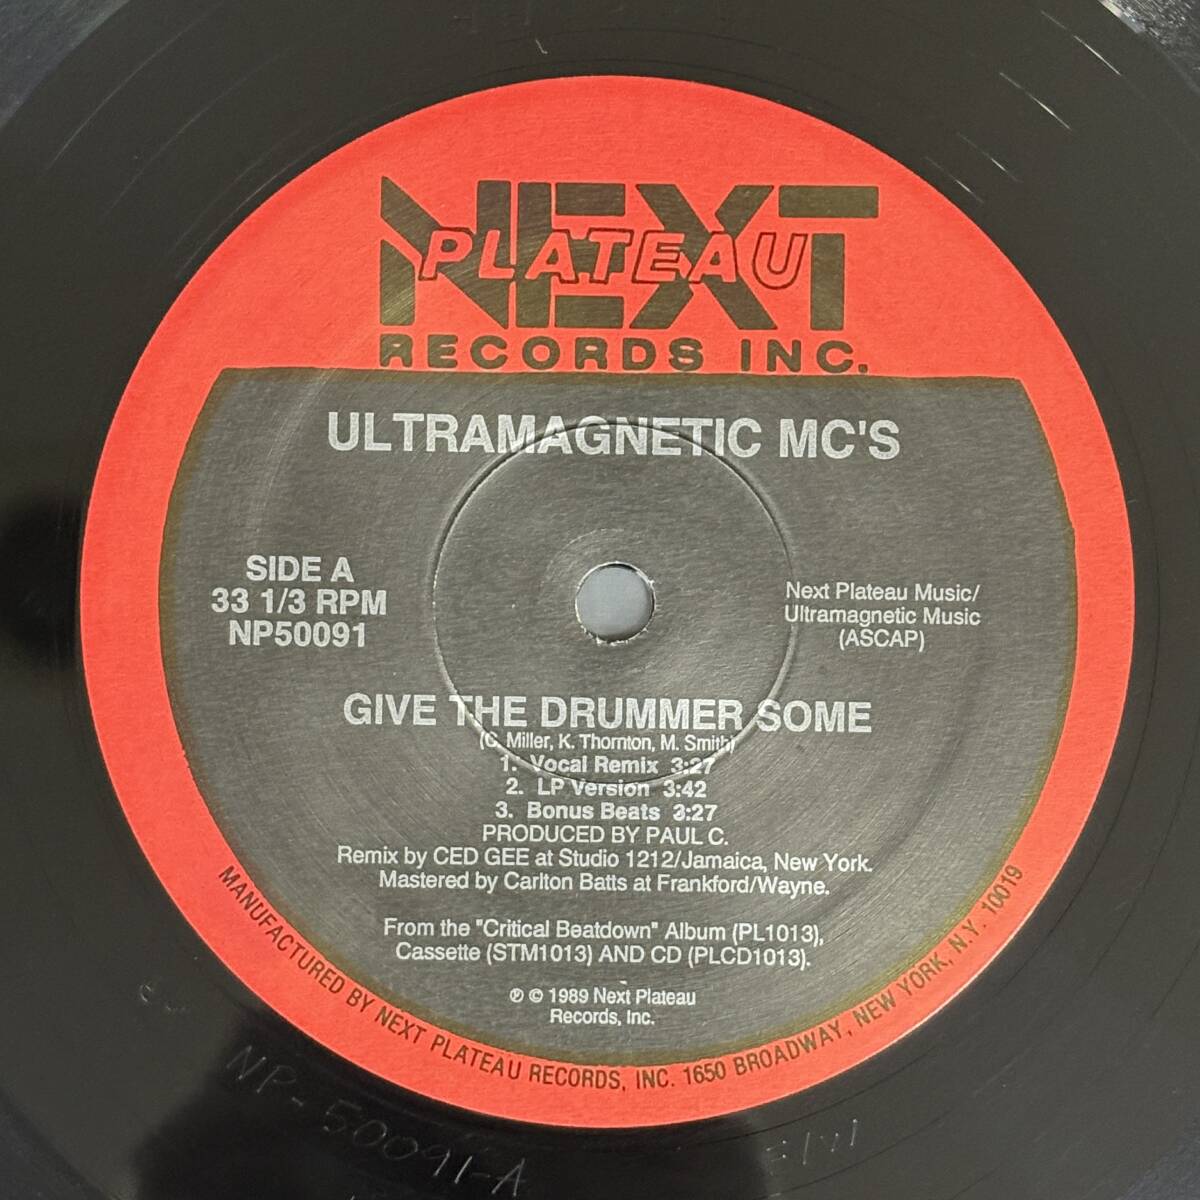 NEXT
PLATEAU
RECORDS INC.
ULTRAMAGNETIC MC'S
SIDE A
33 1/3 RPM
NP50091
Next Plateau Music/
Ultramagnetic Music
(ASCAP)
GIVE THE DRUMMER SOME
(C. Miller, K. Thornton, M. Smith)
1. Vocal Remix 3:27
2. LP Version 3:42
3. Bonus Beats 3:27
PRODUCED BY PAUL C.
Remix by CED GEE at Studio 1212/Jamaica, New York.
Mastered by Carlton Batts at Frankford/Wayne.
From the "Critical Beatdown" Album (PL1013),
Cassette (STM1013) AND CD (PLCD1013).
℗ © 1989 Next Plateau
Records, Inc.
MANUFACTURED BY NEXT PLATEAU RECORDS, INC. 1650 BROADWAY, NEW YORK, N.Y. 10019
NP-50091-A